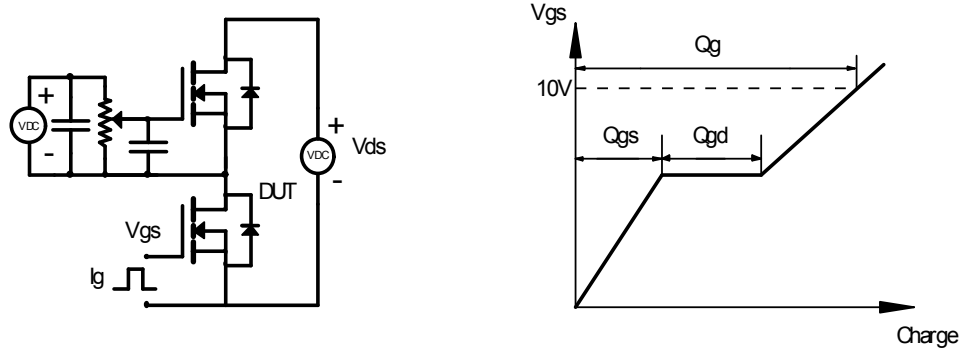 +
VDC
-
+
VDC
-
Vds
DUT
Vgs
Ig
Vgs
Qg
10V
Qgs
Qgd
Charge